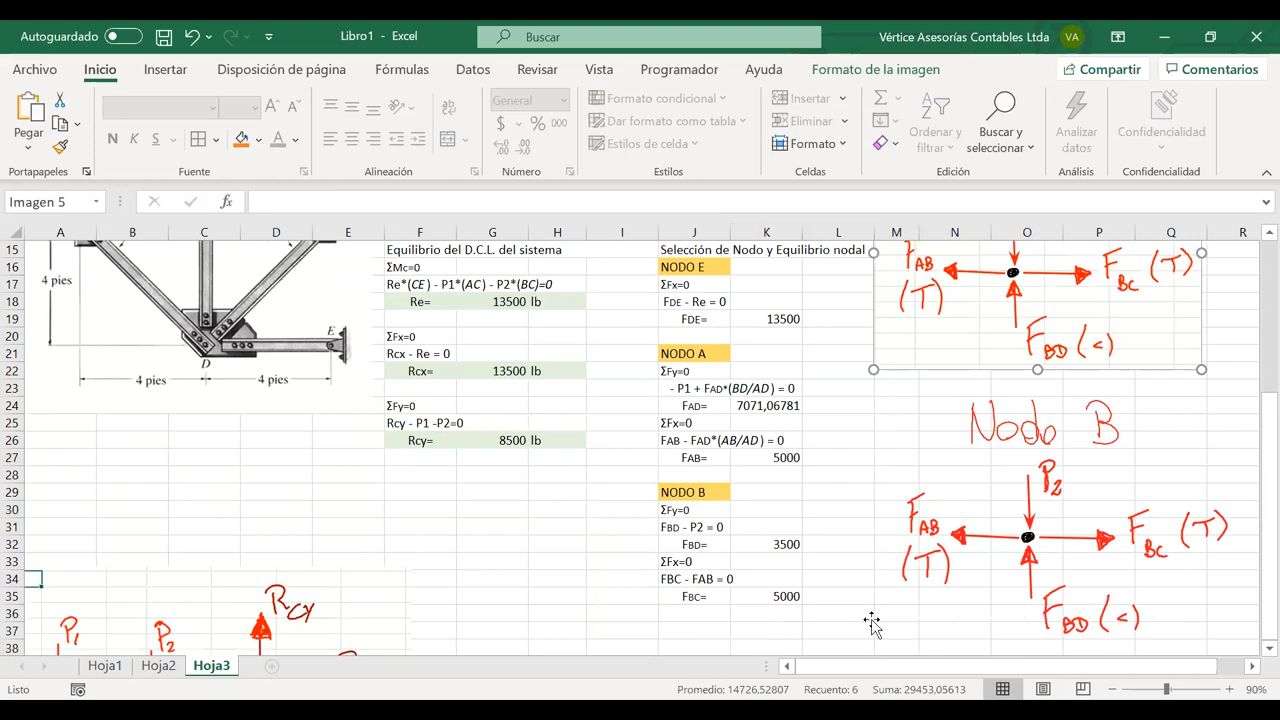 Autoguardado
Libro1 - Excel
Buscar
Vértice Asesorías Contables Ltda
VA
Archivo
Inicio
Insertar
Disposición de página
Fórmulas
Datos
Revisar
Vista
Programador
Ayuda
Formato de la imagen
Compartir
Comentarios
Pegar
N K S
General
$ % 000
Formato condicional
Dar formato como tabla
Estilos de celda
Insertar
Eliminar
Formato
Ordenar y filtrar
Buscar y seleccionar
Analizar datos
Confidencialidad
Portapapeles
Fuente
Alineación
Número
Estilos
Celdas
Edición
Análisis
Confidencialidad
Imagen 5
fx
A B C D E F G H I J K L M N O P Q R
15 Equilibrio del D.C.L. del sistema Selección de Nodo y Equilibrio nodal
16 ΣMc=0 NODO E
17 Re*(CE) - P1*(AC) - P2*(BC)=0 ΣFx=0
18 Re= 13500 lb FDE - Re = 0
19 FDE= 13500
20 ΣFx=0
21 Rcx - Re = 0 NODO A
22 Rcx= 13500 lb ΣFy=0
23 - P1 + FAD*(BD/AD) = 0
24 ΣFy=0 FAD= 7071,06781
25 Rcy - P1 -P2=0 ΣFx=0
26 Rcy= 8500 lb FAB - FAD*(AB/AD) = 0
27 FAB= 5000
28
29 NODO B
30 ΣFy=0
31 FBD - P2 = 0
32 FBD= 3500
33 ΣFx=0
34 FBC - FAB = 0
35 FBC= 5000
36
37
38
4 pies
E
D
4 pies
4 pies
FAB (T)
FBC (T)
FBD (C)
Nodo B
P2
FAB (T)
FBC (T)
FBD (C)
P1
P2
RCY
Hoja1
Hoja2
Hoja3
Listo
Promedio: 14726,52807
Recuento: 6
Suma: 29453,05613
90%